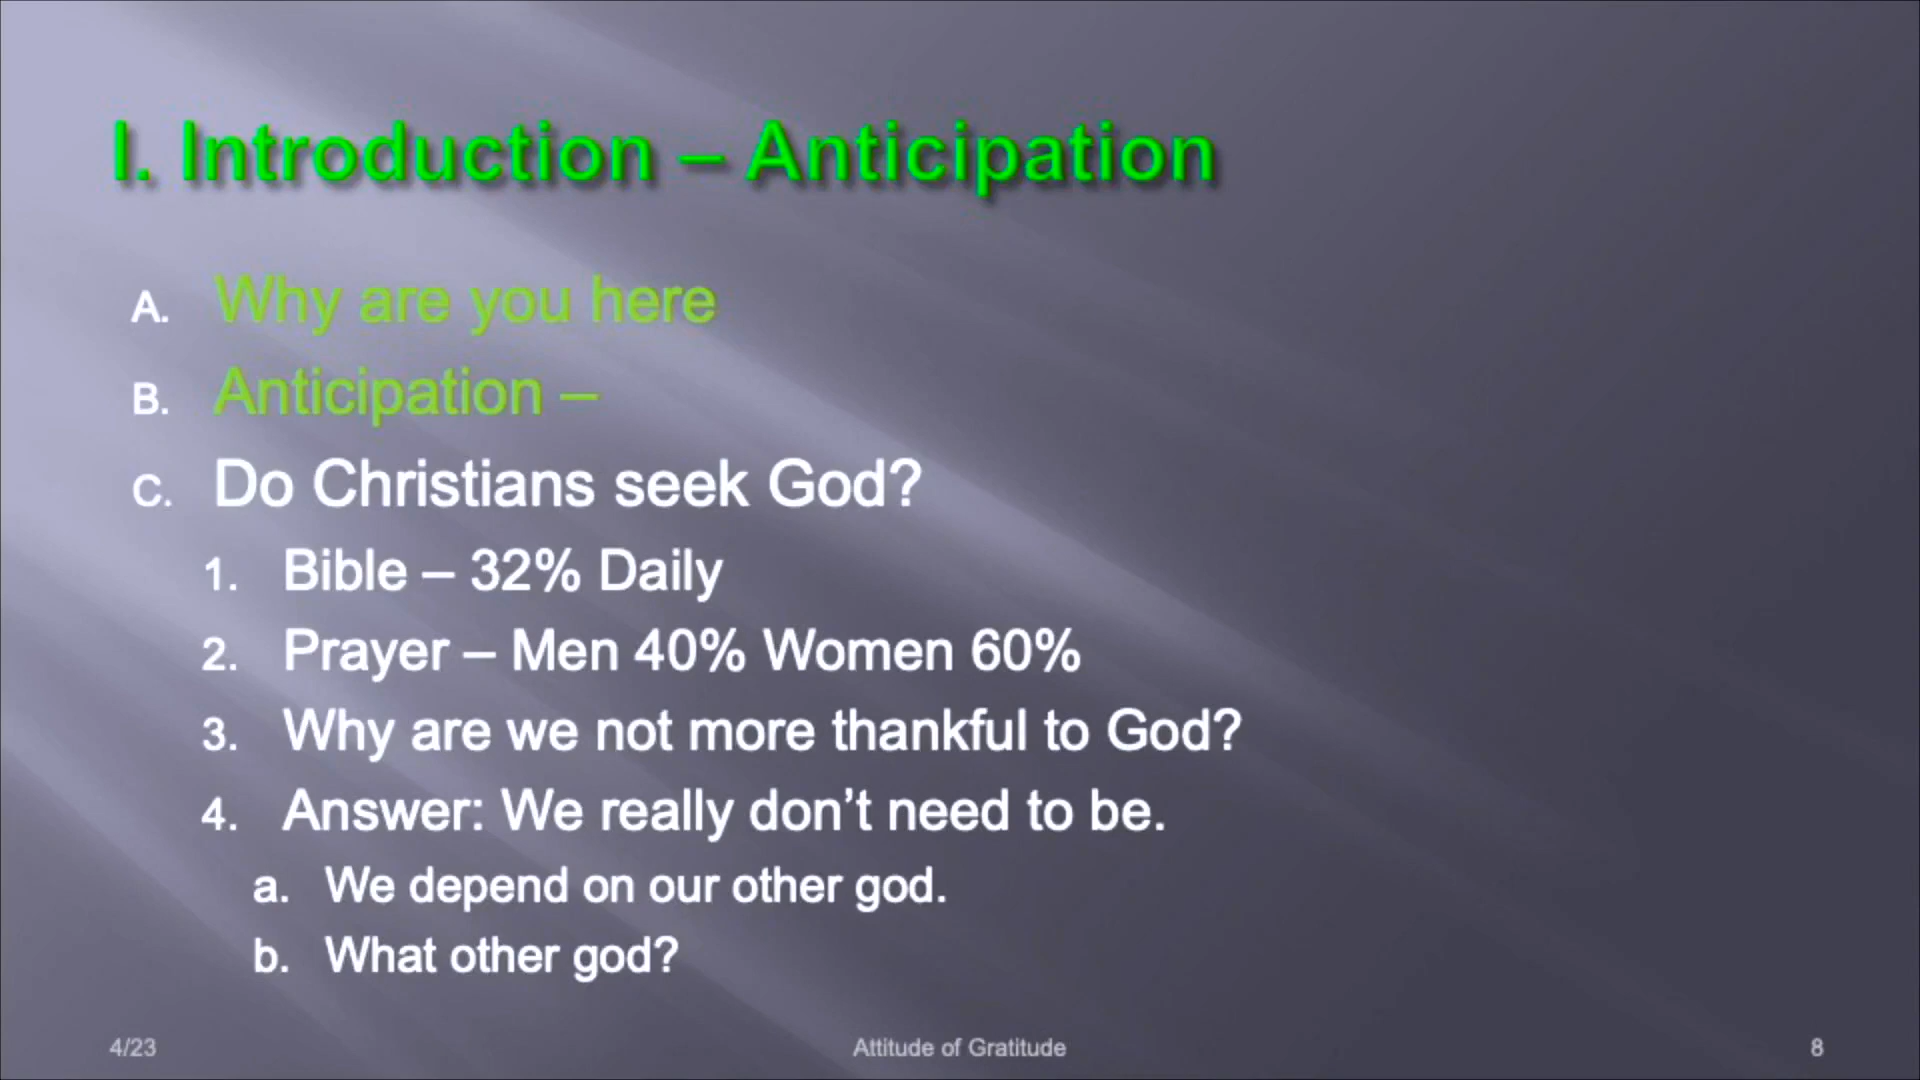 I. Introduction – Anticipation
A. Why are you here
B. Anticipation –
C. Do Christians seek God?
1. Bible – 32% Daily
2. Prayer – Men 40% Women 60%
3. Why are we not more thankful to God?
4. Answer: We really don’t need to be.
a. We depend on our other god.
b. What other god?
4/23
Attitude of Gratitude
8